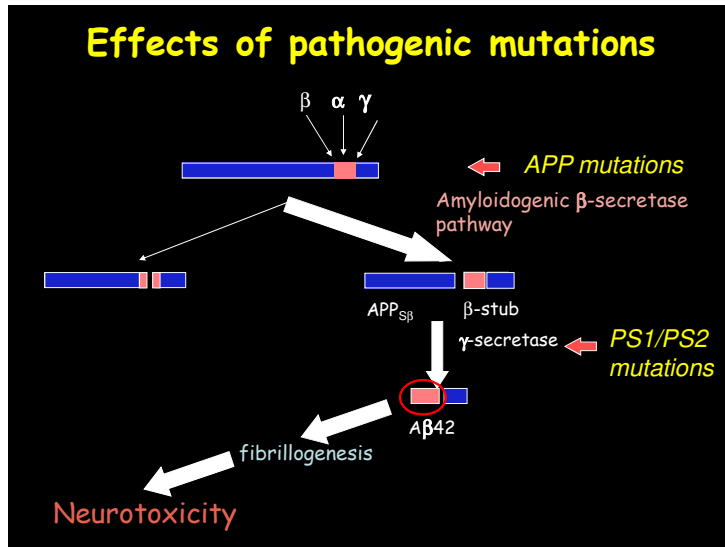 Effects of pathogenic mutations
β α γ
APP mutations
Amyloidogenic β-secretase
pathway
APPSβ
β-stub
γ-secretase
PS1/PS2
mutations
Aβ42
fibrillogenesis
Neurotoxicity